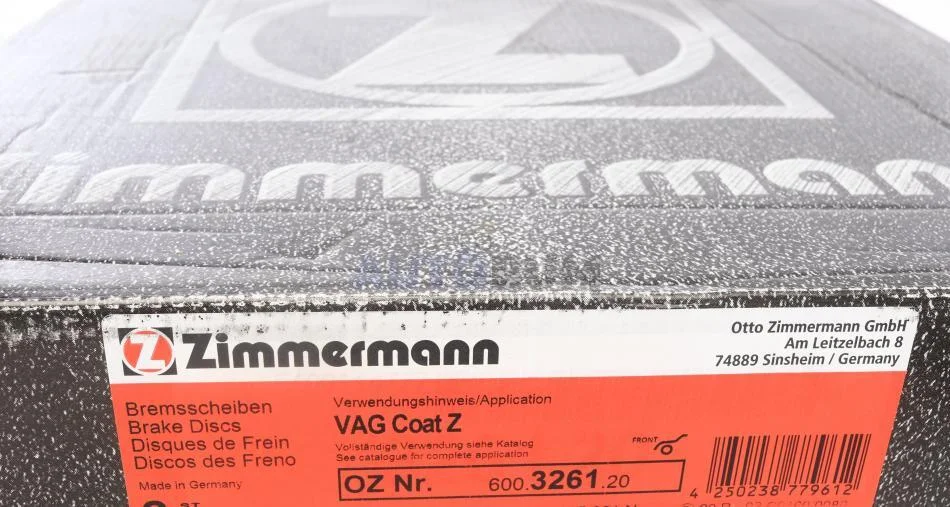 Zimmermann
AUTODRUM
Zimmermann
Otto Zimmermann GmbH
Am Leitzelbach 8
74889 Sinsheim / Germany
Bremsscheiben
Brake Discs
Disques de Frein
Discos des Freno
Made in Germany
Verwendungshinweis/Application
VAG Coat Z
Vollständige Verwendung siehe Katalog
See catalogue for complete application
FRONT
OZ Nr. 600.3261.20
4 250238 779612